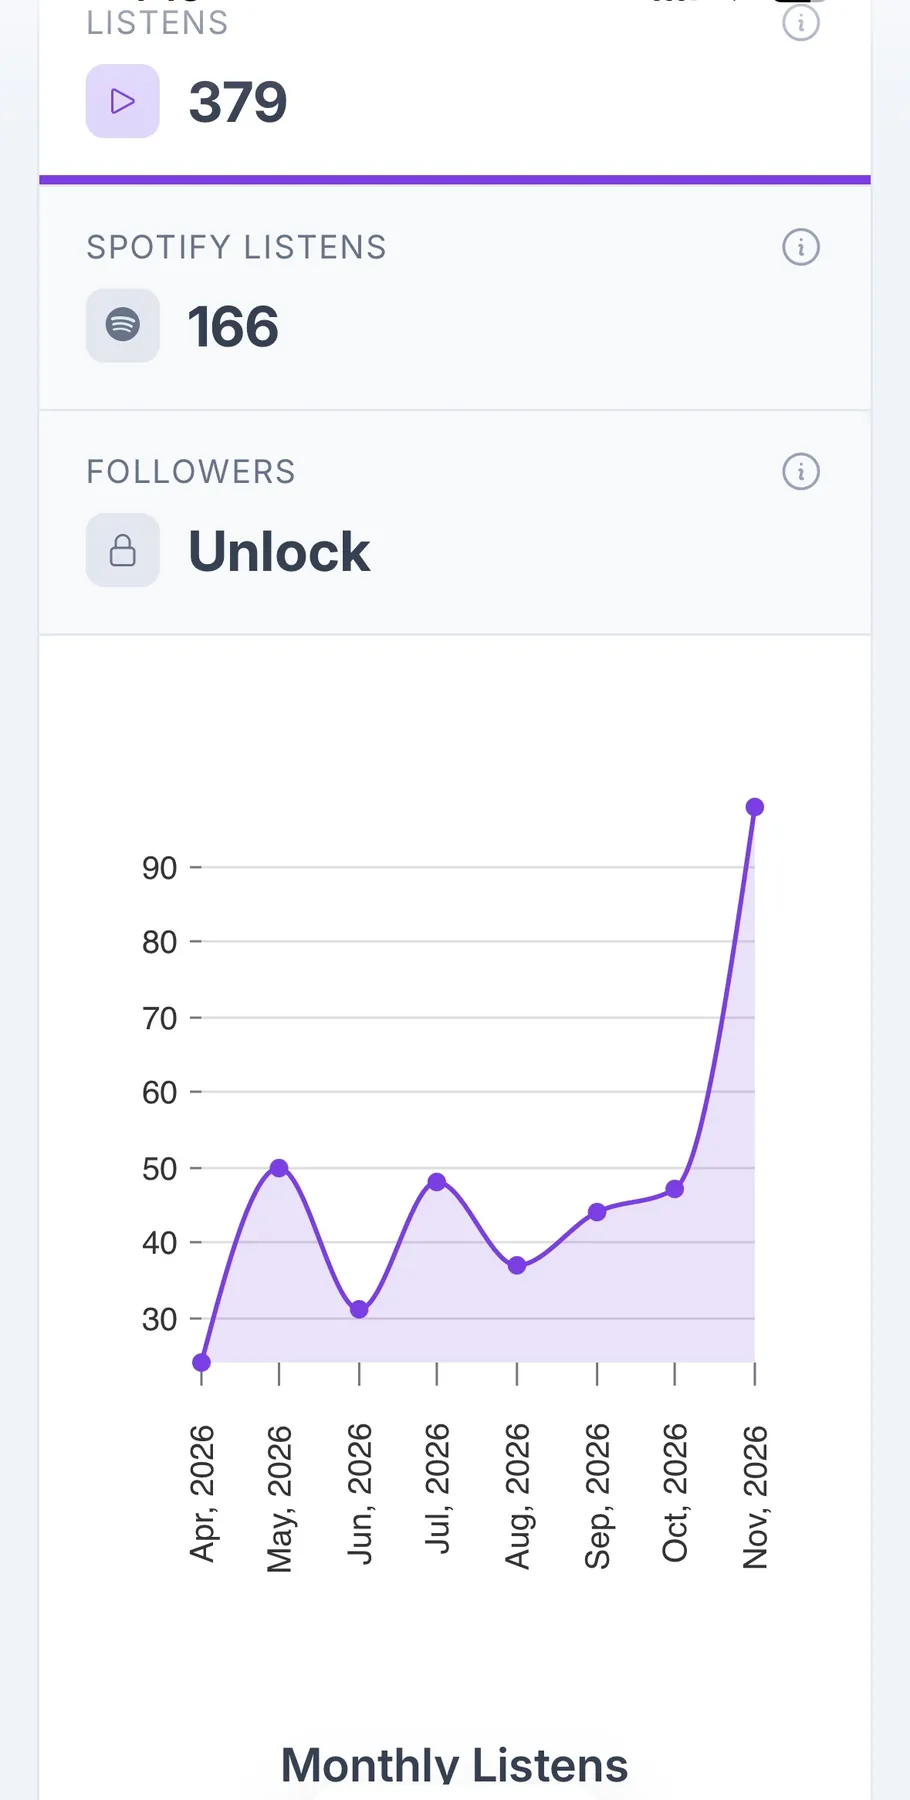 LISTENS
379
SPOTIFY LISTENS
166
FOLLOWERS
Unlock
90
80
70
60
50
40
30
Apr, 2026
May, 2026
Jun, 2026
Jul, 2026
Aug, 2026
Sep, 2026
Oct, 2026
Nov, 2026
Monthly Listens